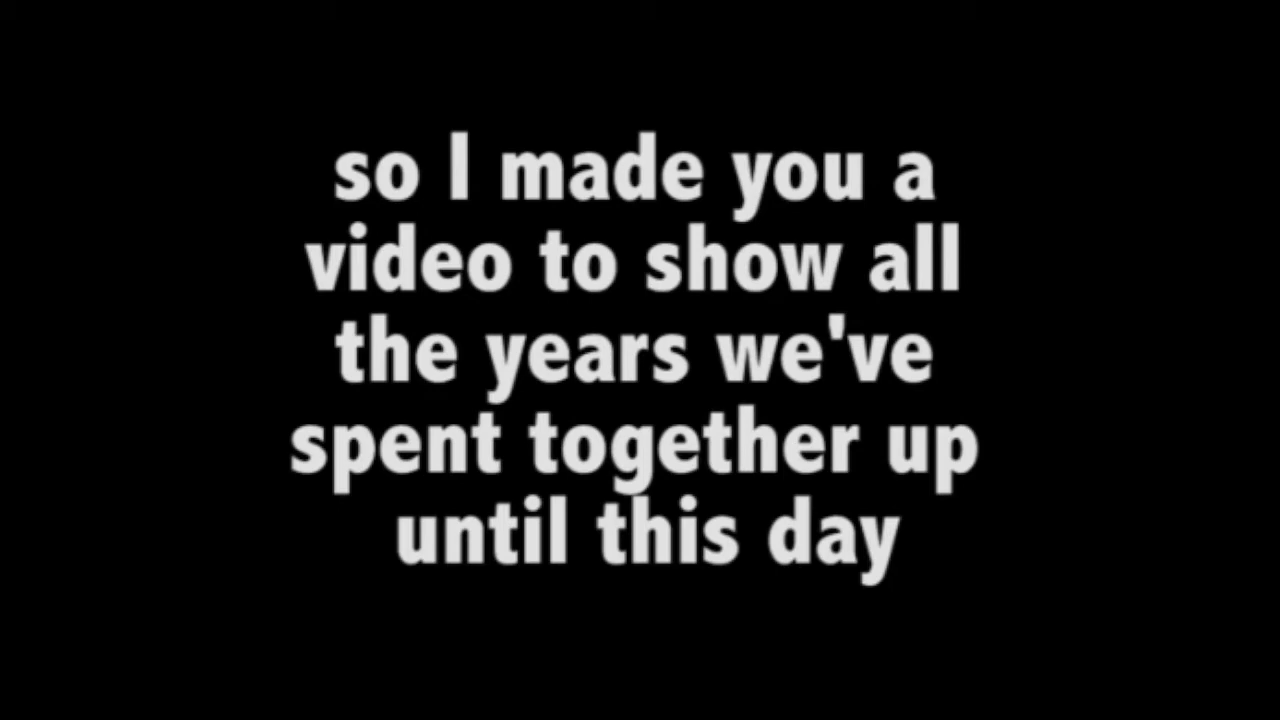 so I made you a
video to show all
the years we've
spent together up
until this day